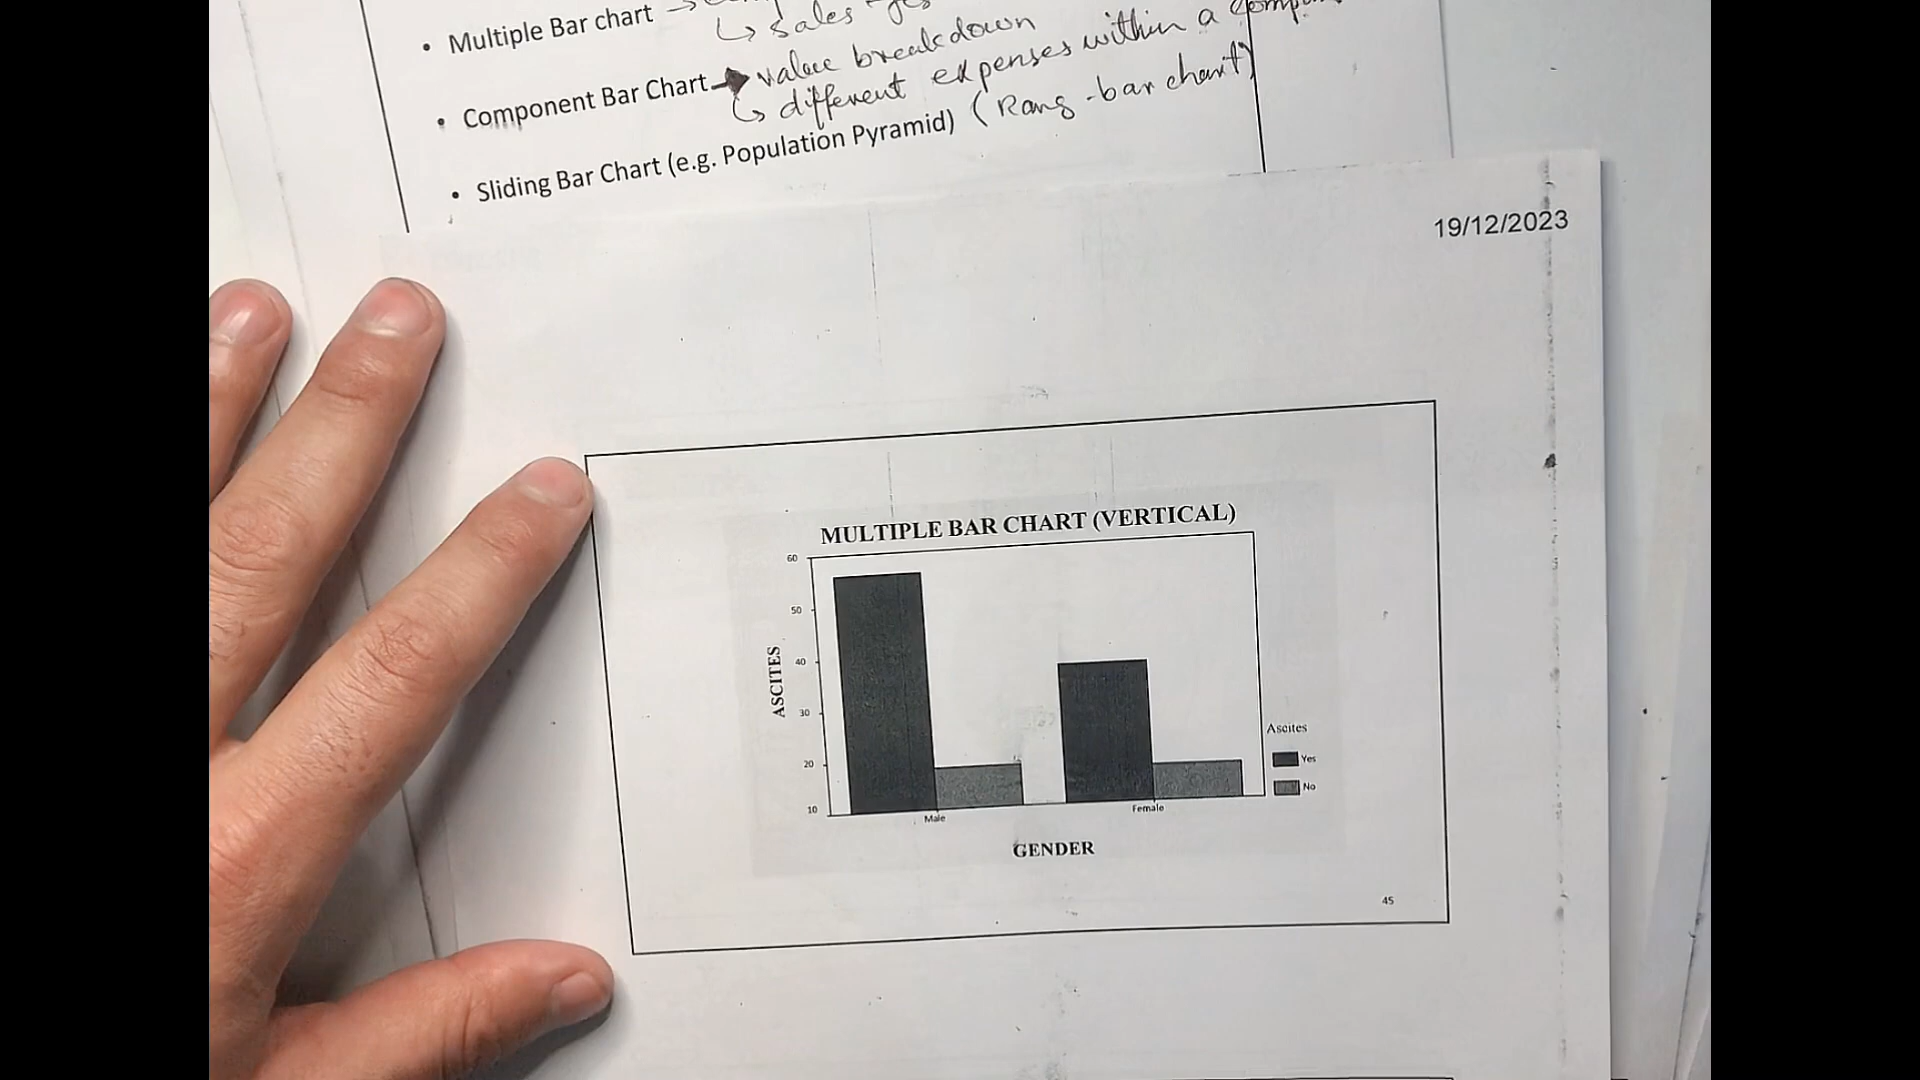 • Multiple Bar chart →
↳ sales
• Component Bar Chart → value breakdown
↳ different expenses within a
• Sliding Bar Chart (e.g. Population Pyramid) (Rang-bar chart)
19/12/2023
MULTIPLE BAR CHART (VERTICAL)
60
50
40
30
20
10
ASCITES
Male
Female
GENDER
Ascites
Yes
No
45